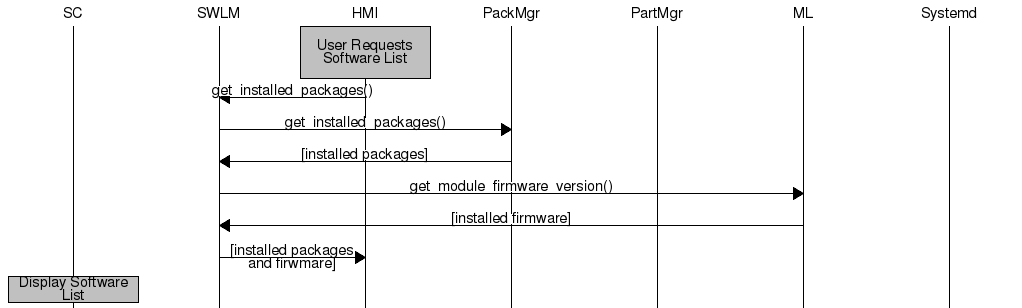 SC SWLM HMI PackMgr PartMgr ML Systemd
User Requests
Software List
get_installed_packages()
get_installed_packages()
[installed packages]
get_module_firmware_version()
[installed firmware]
[installed packages
and firwmare]
Display Software
List